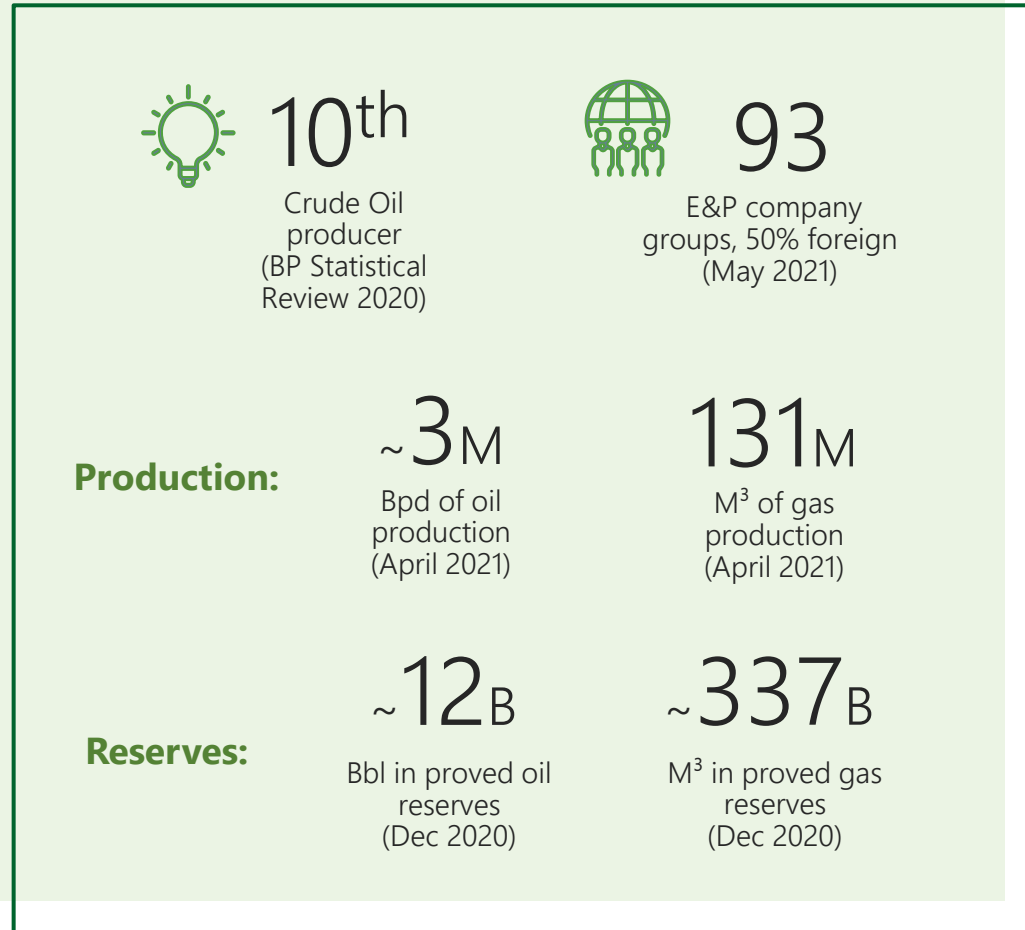 10th
Crude Oil
producer
(BP Statistical
Review 2020)
93
E&P company
groups, 50% foreign
(May 2021)
Production:
~3M
Bpd of oil
production
(April 2021)
131M
M³ of gas
production
(April 2021)
Reserves:
~12B
Bbl in proved oil
reserves
(Dec 2020)
~337B
M³ in proved gas
reserves
(Dec 2020)